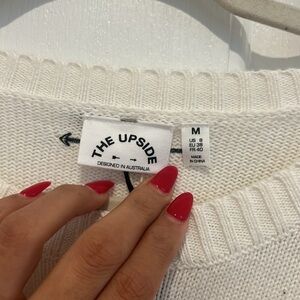 THE UPSIDE
DESIGNED IN AUSTRALIA
M
US 8
EU 38
FR 40
MADE
IN CHINA